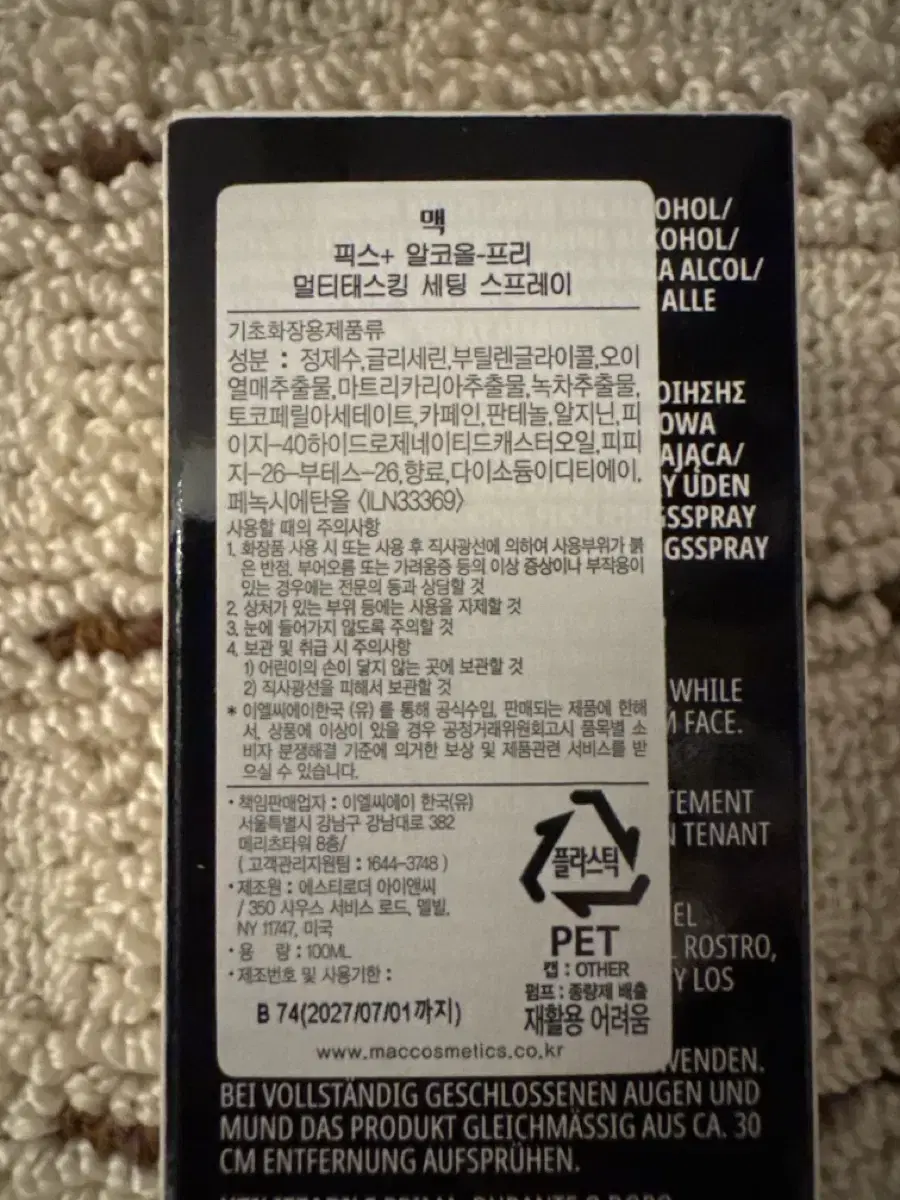 맥
픽스+ 알코올-프리
멀티태스킹 세팅 스프레이
기초화장용제품류
성분 : 정제수,글리세린,부틸렌글라이콜,오이
열매추출물,마트리카리아추출물,녹차추출물,
토코페릴아세테이트,카페인,판테놀,알지닌,피
이지-40하이드로제네이티드캐스터오일,피피
지-26-부테스-26,향료,다이소듐이디티에이,
페녹시에탄올 <ILN33369>
사용할 때의 주의사항
1. 화장품 사용 시 또는 사용 후 직사광선에 의하여 사용부위가 붉
은 반점, 부어오름 또는 가려움증 등의 이상 증상이나 부작용이
있는 경우에는 전문의 등과 상담할 것
2. 상처가 있는 부위 등에는 사용을 자제할 것
3. 눈에 들어가지 않도록 주의할 것
4. 보관 및 취급 시 주의사항
1) 어린이의 손이 닿지 않는 곳에 보관할 것
2) 직사광선을 피해서 보관할 것
* 이엘씨에이한국 (유) 를 통해 공식수입, 판매되는 제품에 한해
서, 상품에 이상이 있을 경우 공정거래위원회고시 품목별 소
비자 분쟁해결 기준에 의거한 보상 및 제품관련 서비스를 받
으실 수 있습니다.
• 책임판매업자 : 이엘씨에이 한국(유)
서울특별시 강남구 강남대로 382
메리츠타워 8층/
( 고객관리지원팀 : 1644-3748 )
• 제조원 : 에스티로더 아이앤씨
/ 350 사우스 서비스 로드, 멜빌,
NY 11747, 미국
• 용 량 : 100ML
• 제조번호 및 사용기한 :
B 74(2027/07/01까지)
플라스틱
PET
캡 : OTHER
펌프 : 종량제 배출
재활용 어려움
www.maccosmetics.co.kr
OHOL/
COHOL/
A ALCOL/
ALLE
ΟΙΗΣΗΣ
OWA
AJĄCA/
Y UDEN
GSSPRAY
GSSPRAY
WHILE
FACE.
TEMENT
TENANT
EL
ROSTRO,
Y LOS
WENDEN.
BEI VOLLSTÄNDIG GESCHLOSSENEN AUGEN UND
MUND DAS PRODUKT GLEICHMÄSSIG AUS CA. 30
CM ENTFERNUNG AUFSPRÜHEN.